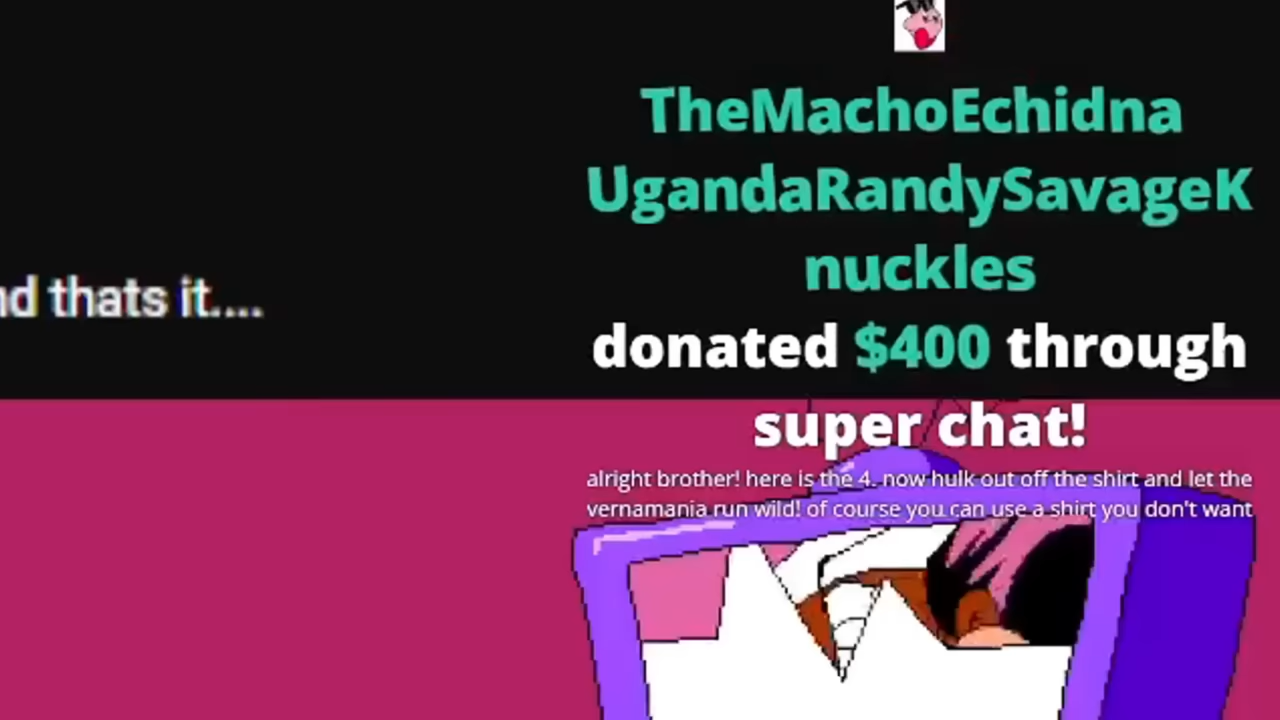 TheMachoEchidna
UgandaRandySavageK
nuckles
donated $400 through
super chat!
alright brother! here is the 4. now hulk out off the shirt and let the
vernamania run wild! of course you can use a shirt you don't want
thats it....